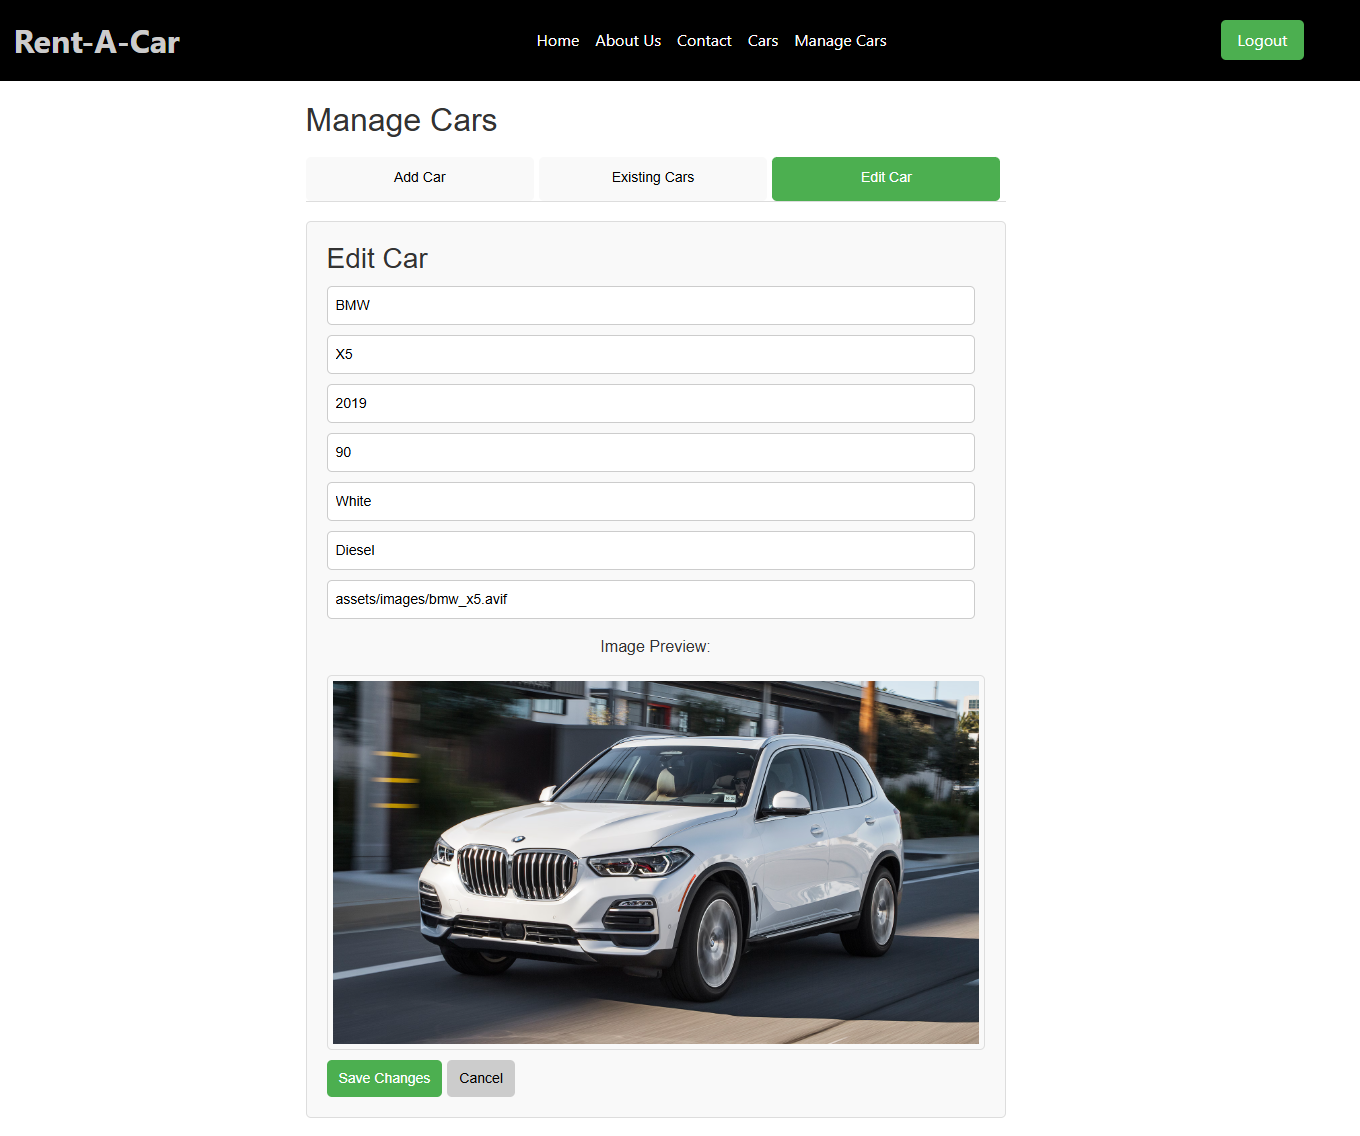 Rent-A-Car
Home About Us Contact Cars Manage Cars
Logout
Manage Cars
Add Car Existing Cars Edit Car
Edit Car
BMW
X5
2019
90
White
Diesel
assets/images/bmw_x5.avif
Image Preview:
Save Changes Cancel